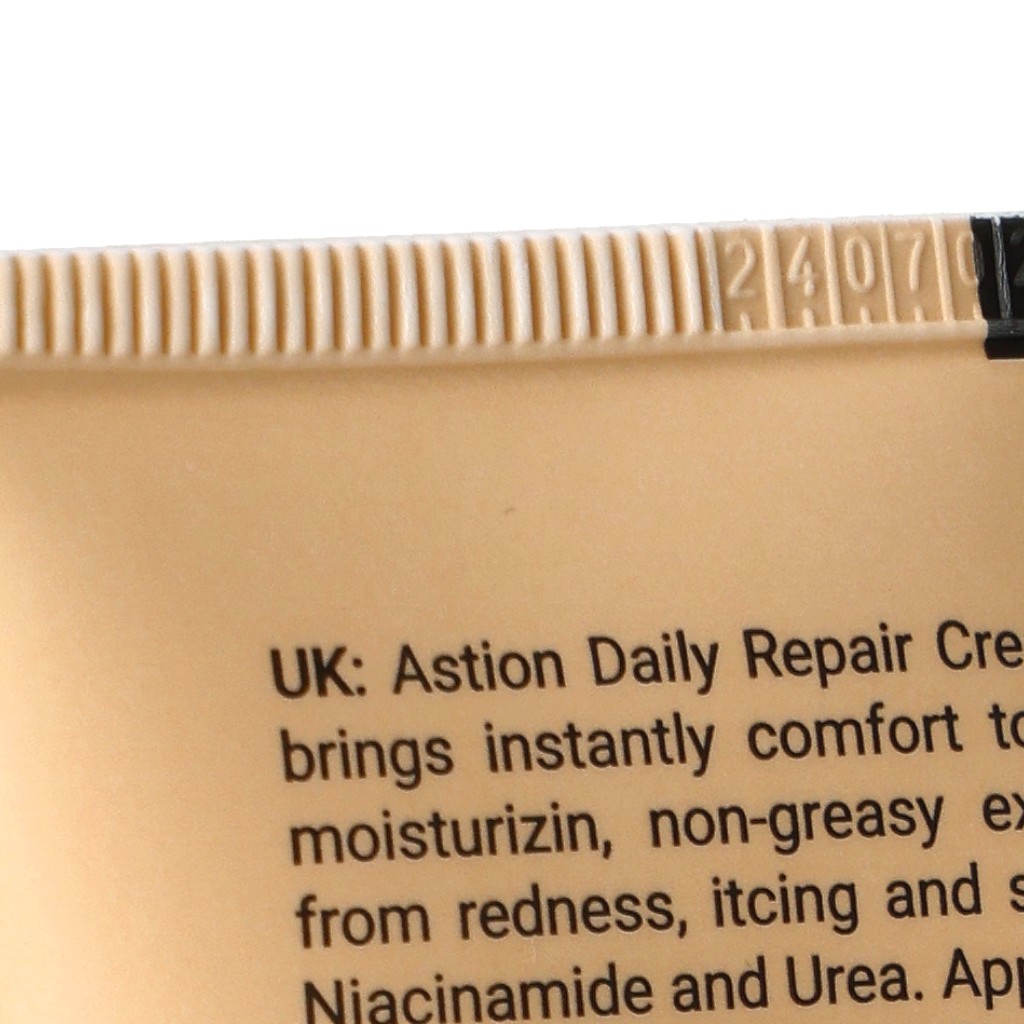 24070
UK: Astion Daily Repair Cre
brings instantly comfort to
moisturizin, non-greasy ex
from redness, itcing and s
Niacinamide and Urea. App